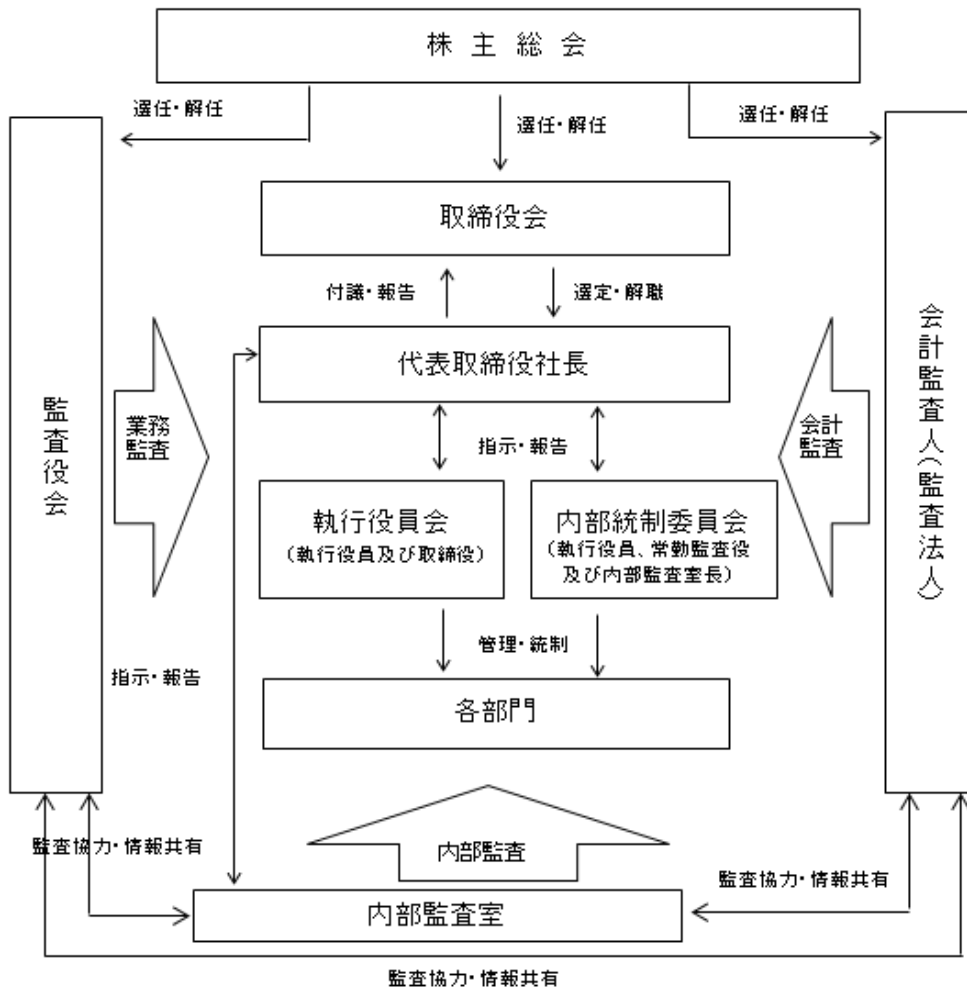 株主総会
選任・解任
選任・解任
選任・解任
取締役会
付議・報告
選定・解職
代表取締役社長
監査役会
業務
監査
会計
監査
会計監査人（監査法人）
指示・報告
執行役員会
（執行役員及び取締役）
内部統制委員会
（執行役員、常勤監査役
及び内部監査室長）
管理・統制
指示・報告
各部門
内部監査
監査協力・情報共有
監査協力・情報共有
内部監査室
監査協力・情報共有